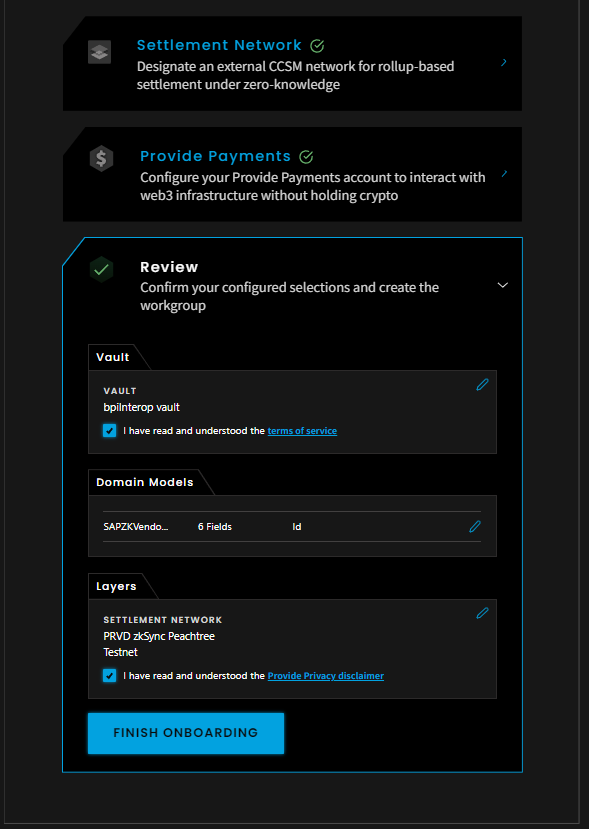 Settlement Network
Designate an external CCSM network for rollup-based
settlement under zero-knowledge
Provide Payments
Configure your Provide Payments account to interact with
web3 infrastructure without holding crypto
Review
Confirm your configured selections and create the
workgroup
Vault
VAULT
bpiInterop vault
I have read and understood the terms of service
Domain Models
SAPZKVendo... 6 Fields Id
Layers
SETTLEMENT NETWORK
PRVD zkSync Peachtree
Testnet
I have read and understood the Provide Privacy disclaimer
FINISH ONBOARDING